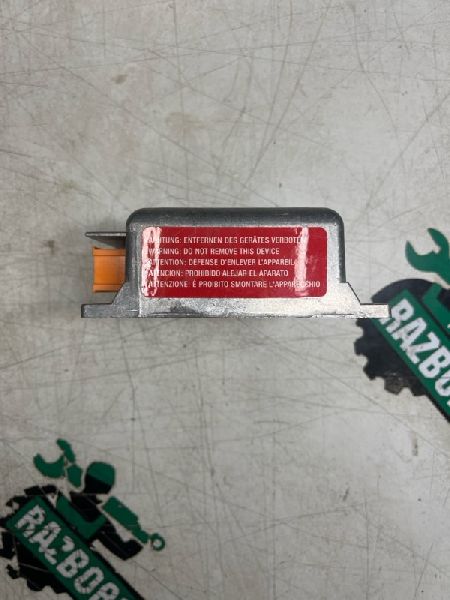 ACHTUNG: ENTFERNEN DES GERÄTES VERBOTEN
WARNING: DO NOT REMOVE THIS DEVICE
ATTENTION: DEFENSE D'ENLEVER L'APPAREIL
ATENCION: PROHIBIDO ALEJAR EL APARATO
ATTENZIONE: É PROIBITO SMONTARE L'APPARECCHIO
RAZBOR
RAZBOR